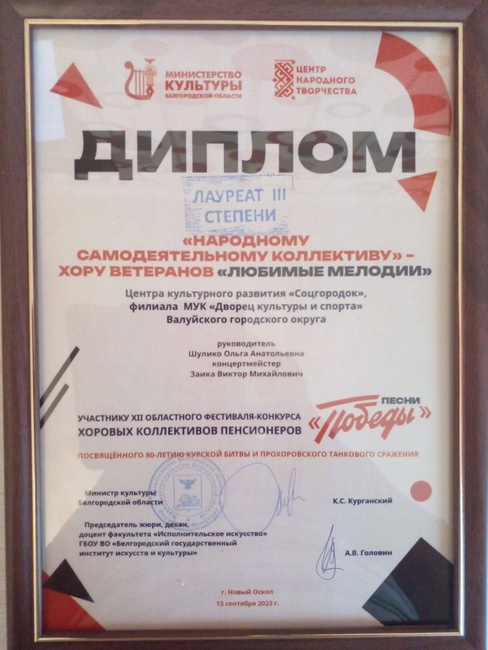 МИНИСТЕРСТВО
КУЛЬТУРЫ
БЕЛГОРОДСКОЙ ОБЛАСТИ
ЦЕНТР
НАРОДНОГО
ТВОРЧЕСТВА
ДИПЛОМ
ЛАУРЕАТ III
СТЕПЕНИ
«НАРОДНОМУ
САМОДЕЯТЕЛЬНОМУ КОЛЛЕКТИВУ» –
ХОРУ ВЕТЕРАНОВ «ЛЮБИМЫЕ МЕЛОДИИ»
Центра культурного развития «Соцгородок»,
филиала МУК «Дворец культуры и спорта»
Валуйского городского округа
руководитель
Шулико Ольга Анатольевна
концертмейстер
Заика Виктор Михайлович
УЧАСТНИКУ XII ОБЛАСТНОГО ФЕСТИВАЛЯ-КОНКУРСА
ХОРОВЫХ КОЛЛЕКТИВОВ ПЕНСИОНЕРОВ
ПЕСНИ
«Победы»
ПОСВЯЩЁННОГО 80-ЛЕТИЮ КУРСКОЙ БИТВЫ И ПРОХОРОВСКОГО ТАНКОВОГО СРАЖЕНИЯ
Министр культуры
Белгородской области
К.С. Курганский
Председатель жюри, декан,
доцент факультета «Исполнительское искусство»
ГБОУ ВО «Белгородский государственный
институт искусств и культуры»
А.В. Головин
г. Новый Оскол
13 сентября 2023 г.